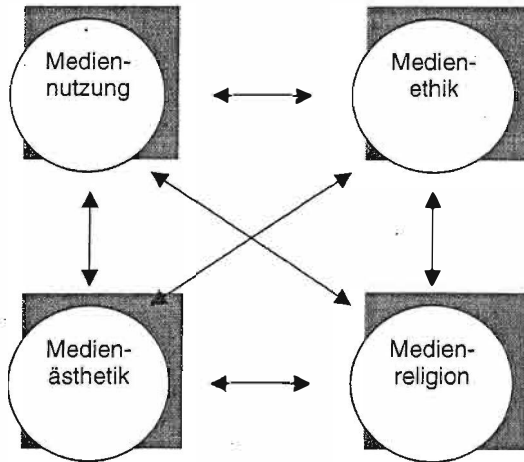 Medien-
nutzung
Medien-
ethik
Medien-
ästhetik
Medien-
religion